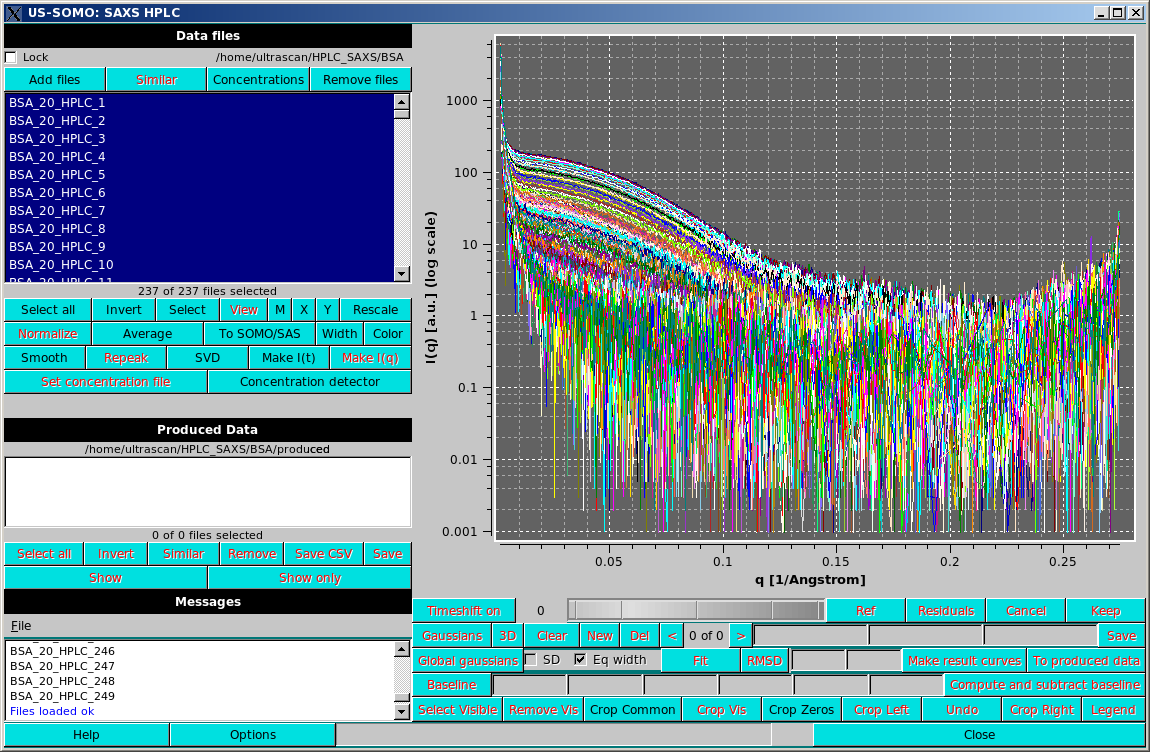 US-SOMO: SAXS HPLC
Data files
Lock /home/ultrascan/HPLC_SAXS/BSA
Add files Similar Concentrations Remove files
BSA_20_HPLC_1
BSA_20_HPLC_2
BSA_20_HPLC_3
BSA_20_HPLC_4
BSA_20_HPLC_5
BSA_20_HPLC_6
BSA_20_HPLC_7
BSA_20_HPLC_8
BSA_20_HPLC_9
BSA_20_HPLC_10
237 of 237 files selected
Select all Invert Select View M X Y Rescale
Normalize Average To SOMO/SAS Width Color
Smooth Repeak SVD Make I(t) Make I(q)
Set concentration file Concentration detector
Produced Data
/home/ultrascan/HPLC_SAXS/BSA/produced
0 of 0 files selected
Select all Invert Similar Remove Save CSV Save
Show Show only
Messages
File
BSA_20_HPLC_246
BSA_20_HPLC_247
BSA_20_HPLC_248
BSA_20_HPLC_249
Files loaded ok
Help Options
I(q) [a.u.] (log scale)
1000
100
10
1
0.1
0.01
0.001
0.05 0.1 0.15 0.2 0.25
q [1/Angstrom]
Timeshift on 0 Ref Residuals Cancel Keep
Gaussians 3D Clear New Del < 0 of 0 > Save
Global gaussians SD Eq width Fit RMSD Make result curves To produced data
Baseline Compute and subtract baseline
Select Visible Remove Vis Crop Common Crop Vis Crop Zeros Crop Left Undo Crop Right Legend
Close